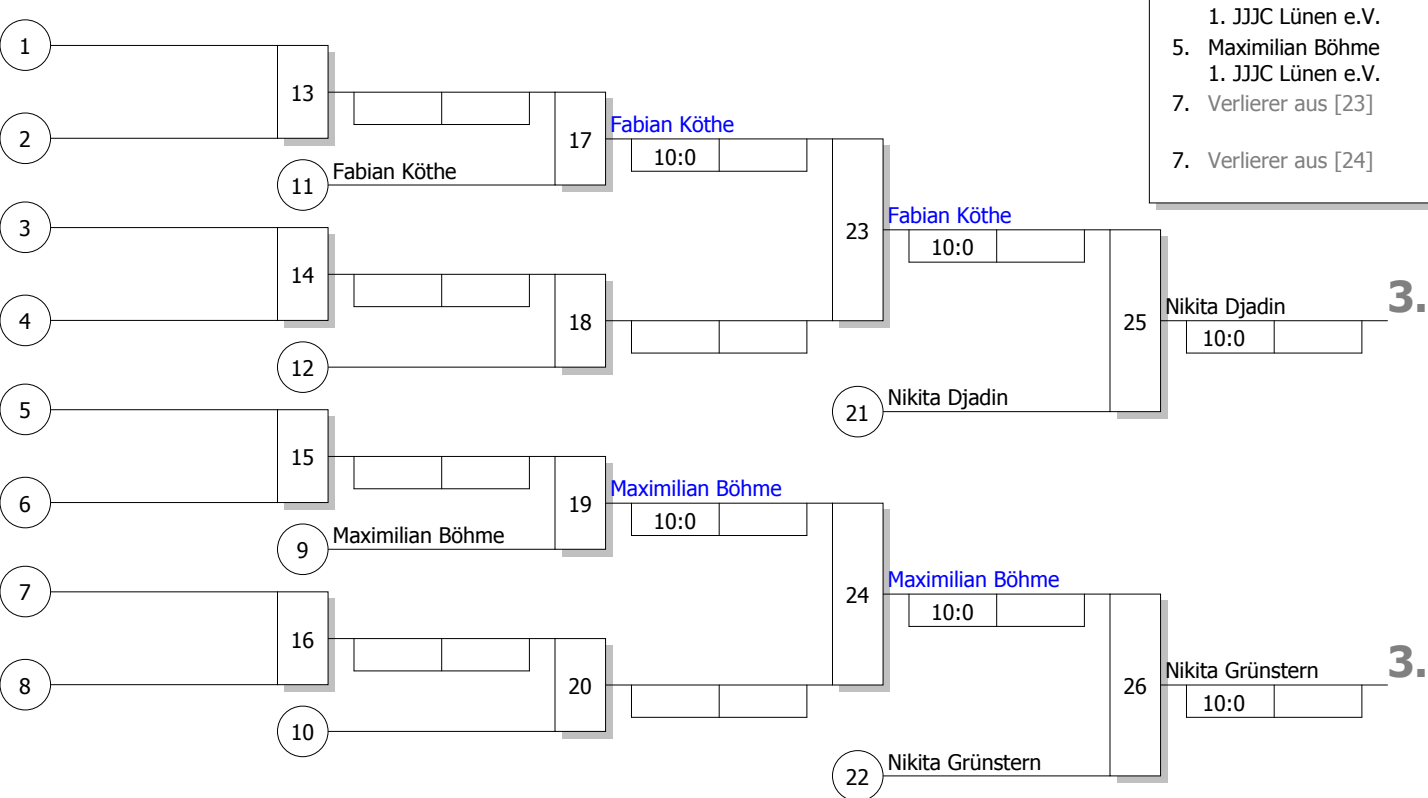 1. JJJC Lünen e.V.
5. Maximilian Böhme
1. JJJC Lünen e.V.
7. Verlierer aus [23]
7. Verlierer aus [24]
1
13
2
17
Fabian Köthe
10:0
11
Fabian Köthe
3
14
4
18
12
23
Fabian Köthe
10:0
25
Nikita Djadin
10:0
3.
21
Nikita Djadin
5
15
6
19
Maximilian Böhme
10:0
9
Maximilian Böhme
7
16
8
20
10
24
Maximilian Böhme
10:0
26
Nikita Grünstern
10:0
3.
22
Nikita Grünstern